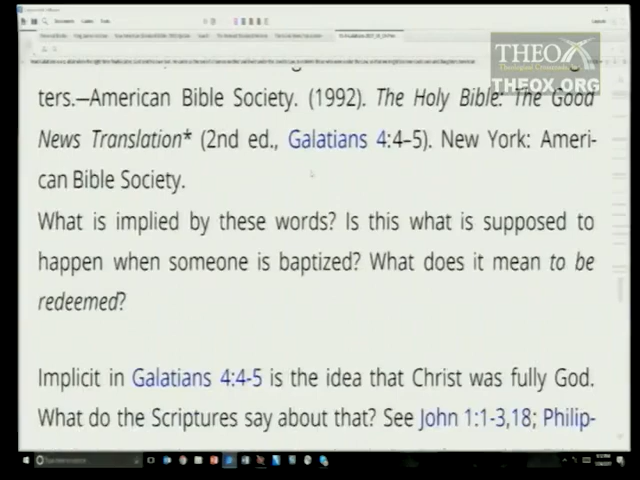 THEOX
THEOX.ORG
ters.—American Bible Society. (1992). The Holy Bible: The Good
News Translation* (2nd ed., Galatians 4:4–5). New York: Ameri-
can Bible Society.
What is implied by these words? Is this what is supposed to
happen when someone is baptized? What does it mean to be
redeemed?
Implicit in Galatians 4:4-5 is the idea that Christ was fully God.
What do the Scriptures say about that? See John 1:1-3,18; Philip-